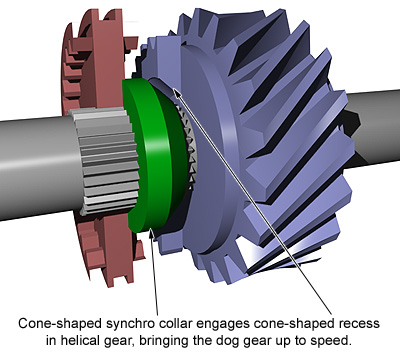 Cone-shaped synchro collar engages cone-shaped recess
in helical gear, bringing the dog gear up to speed.